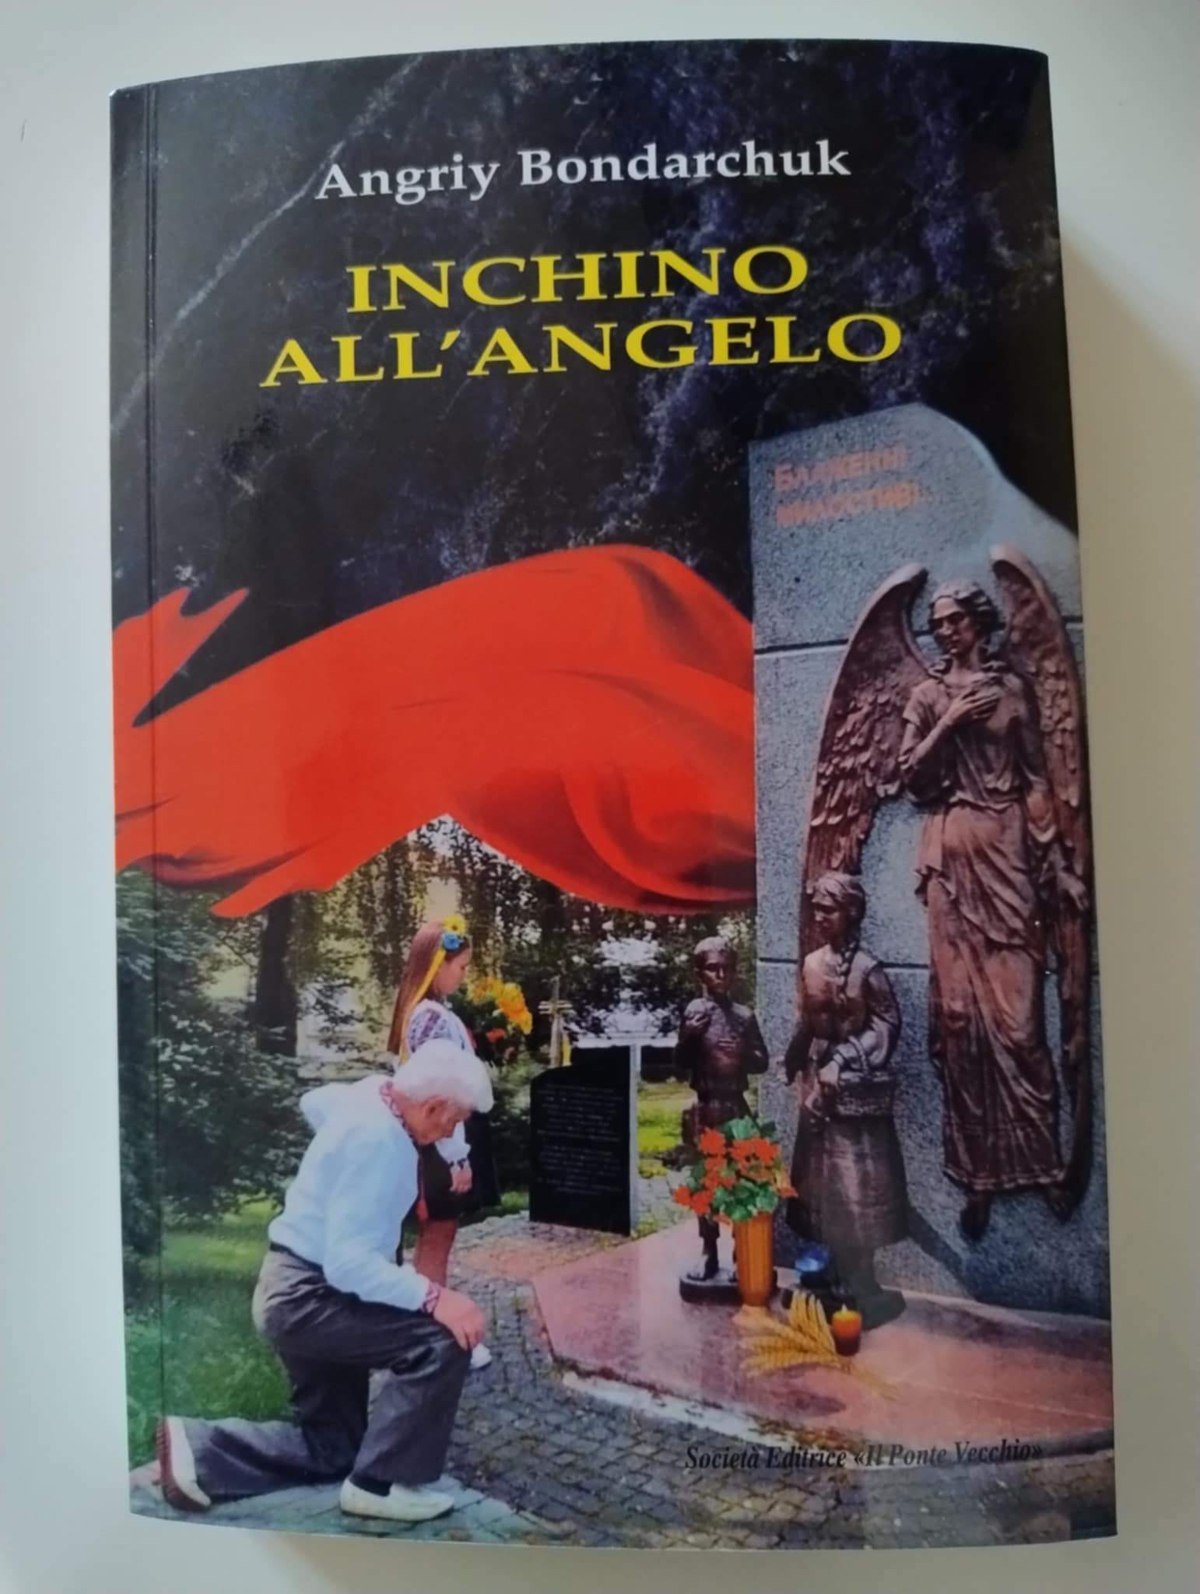 Angriy Bondarchuk
INCHINO
ALL'ANGELO
БЛАЖЕННІ
МИЛОСТИВІ
Società Editrice «Il Ponte Vecchio»